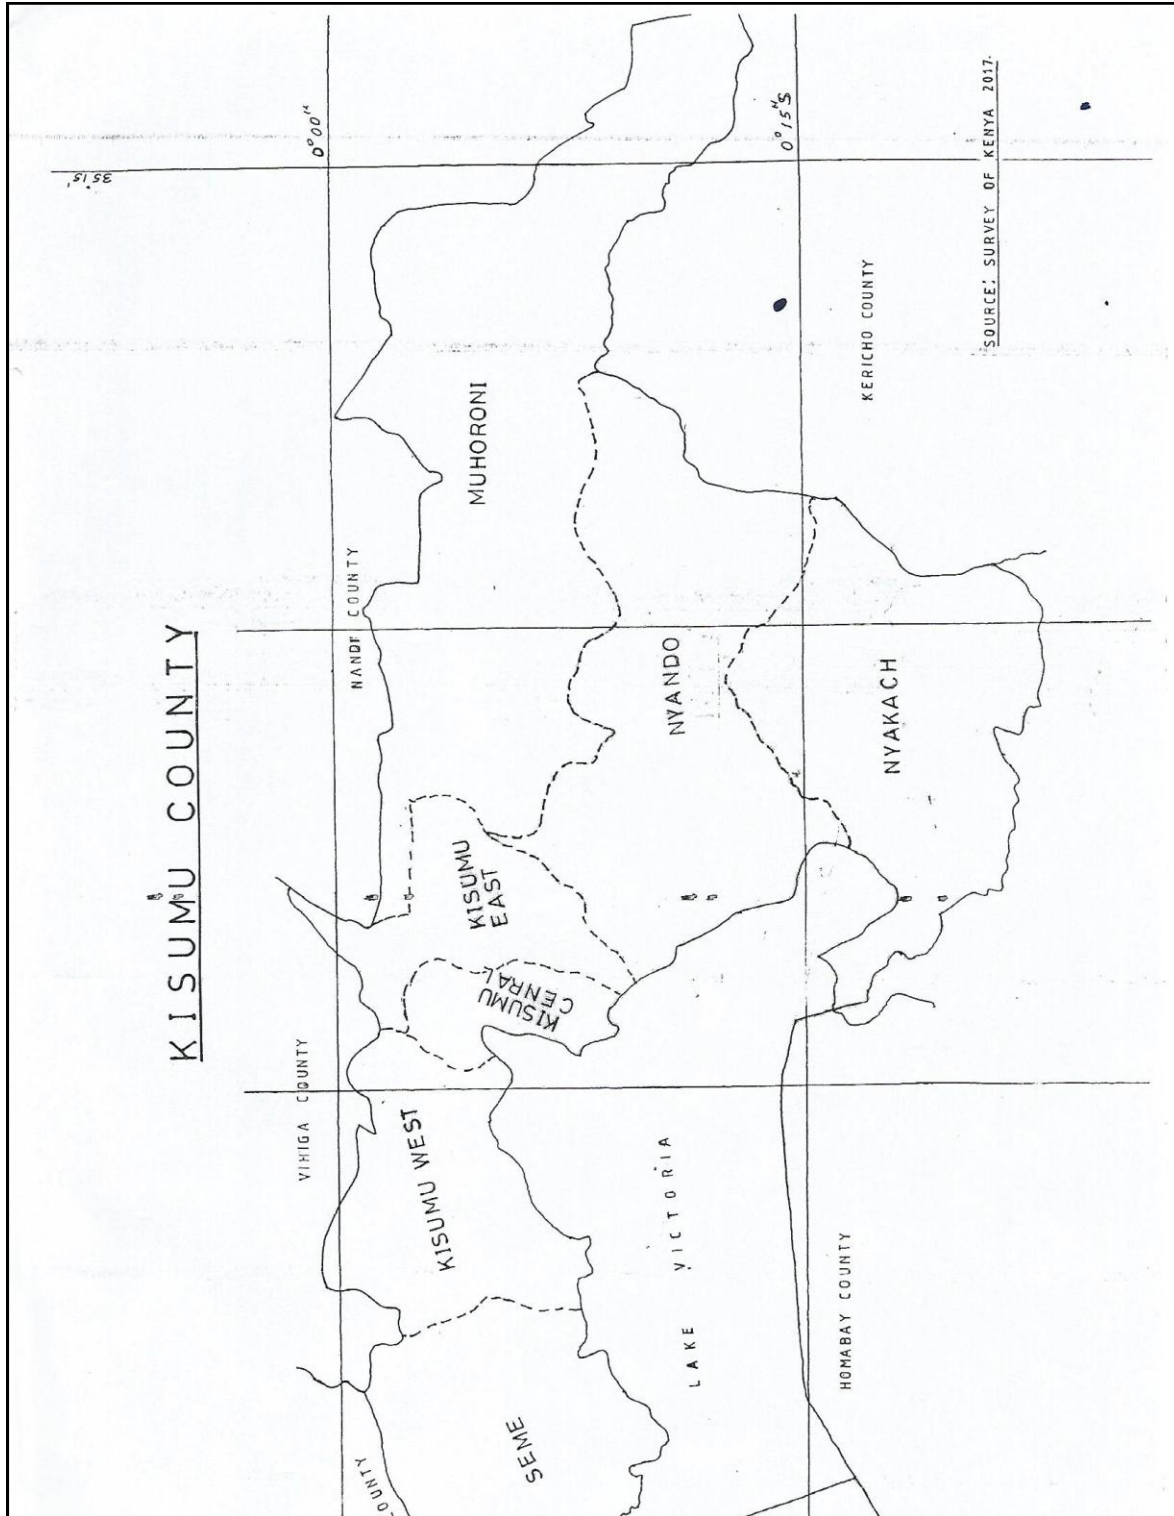 KISUMU COUNTY
35°15'
0°00"
0°15"S
NANDI COUNTY
VIHIGA COUNTY
OUNTY
MUHORONI
KISUMU
EAST
KISUMU
CENRAL
KISUMU WEST
SEME
NYANDO
NYAKACH
LAKE VICTORIA
KERICHO COUNTY
HOMABAY COUNTY
SOURCE; SURVEY OF KENYA 2017.